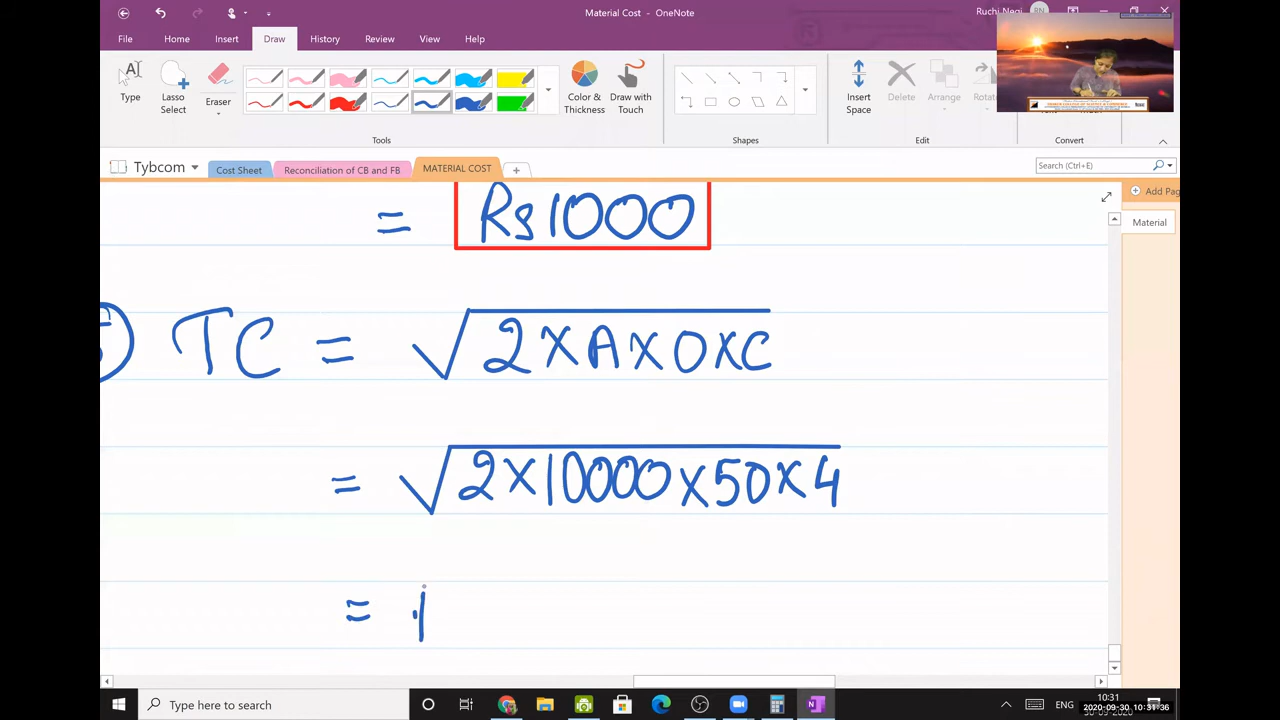 Material Cost - OneNote
Ruchi Negi RN
File Home Insert Draw History Review View Help
Type
Lasso Select
Eraser
Color & Thickness
Draw with Touch
Insert Space
Delete
Arrange
Tools
Shapes
Edit
Convert
Tybcom Cost Sheet Reconciliation of CB and FB MATERIAL COST
Search (Ctrl+E)
Add Pag
Material
= Rs 1000
TC = √2×A×O×C
= √2×10000×50×4
=
Type here to search
ENG
10:31
2020-09-30 10:31:36